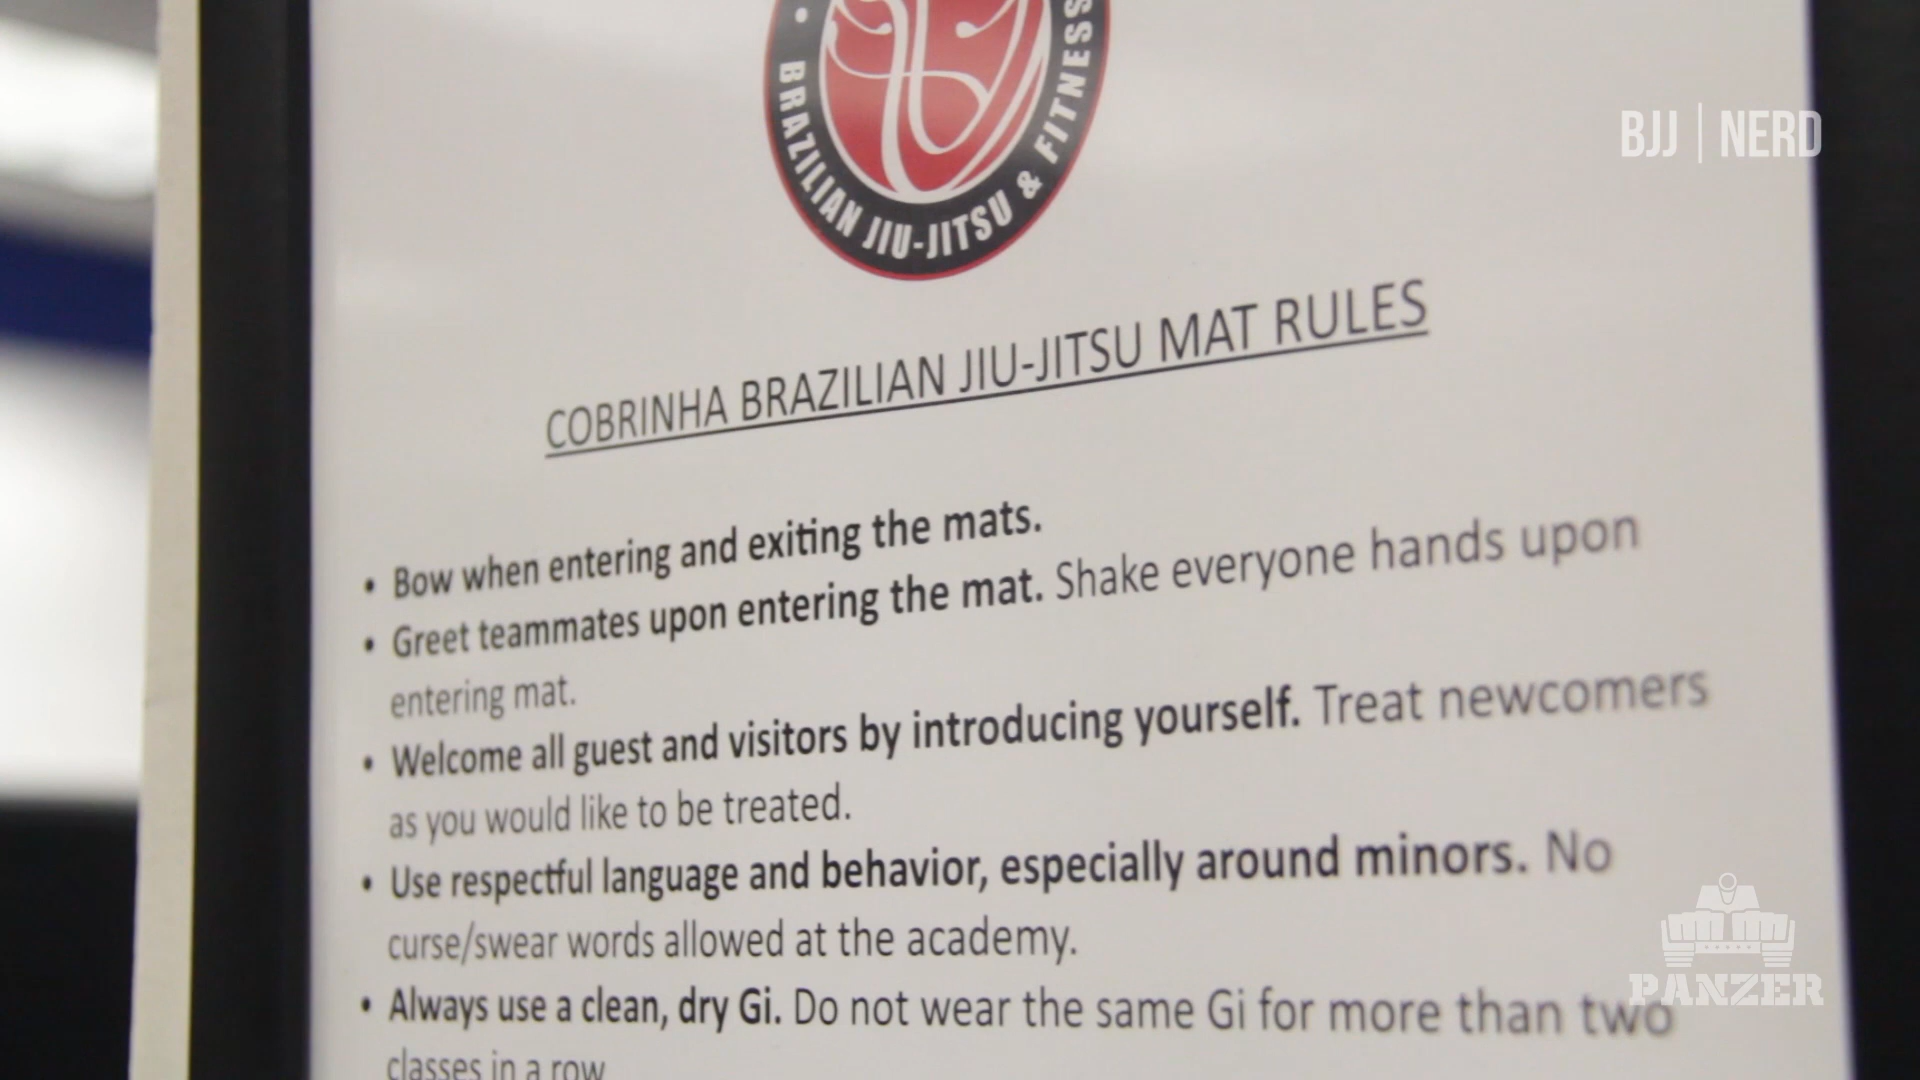 • BRAZILIAN JIU-JITSU & FITNESS
BJJ | NERD
COBRINHA BRAZILIAN JIU-JITSU MAT RULES
• Bow when entering and exiting the mats.
• Greet teammates upon entering the mat. Shake everyone hands upon
entering mat.
• Welcome all guest and visitors by introducing yourself. Treat newcomers
as you would like to be treated.
• Use respectful language and behavior, especially around minors. No
curse/swear words allowed at the academy.
• Always use a clean, dry Gi. Do not wear the same Gi for more than two
classes in a row
PANZER